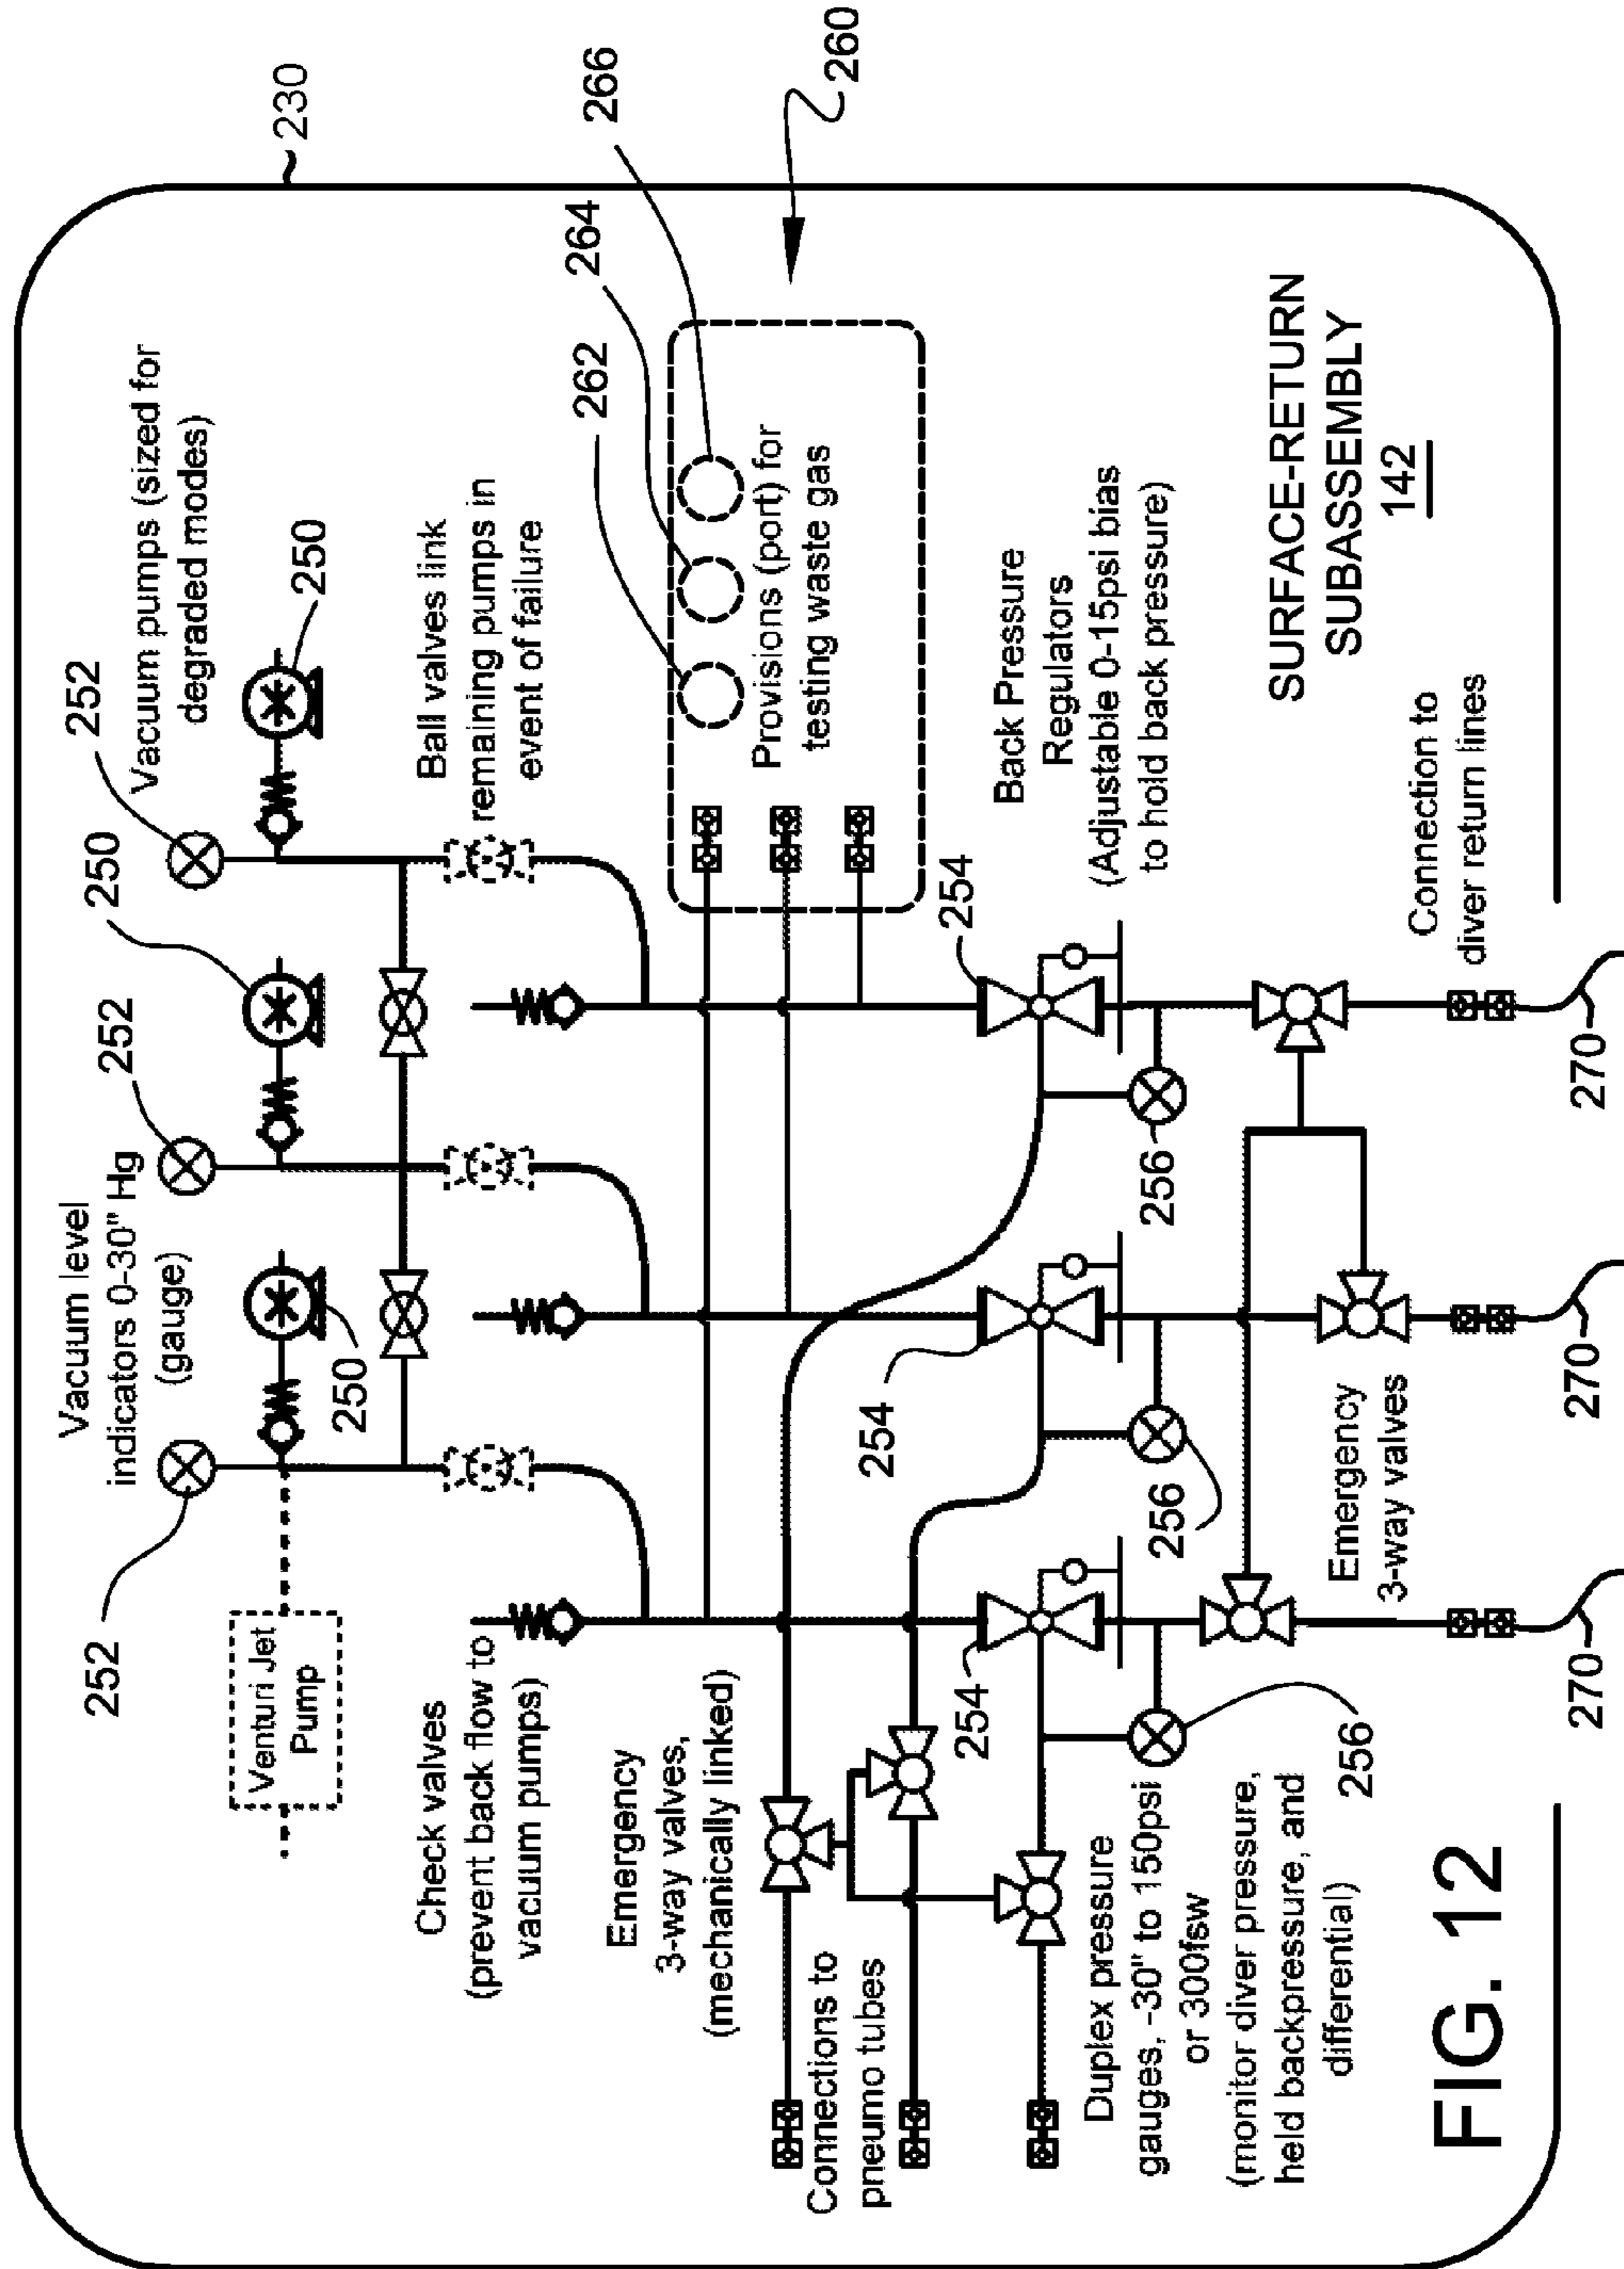 230
252
Vacuum level
indicators 0-30" Hg
(gauge)
252
252
Vacuum pumps (sized for
degraded modes)
Venturi Jet
Pump
250
250
250
Check valves
(prevent back flow to
vacuum pumps)
Ball valves link
remaining pumps in
event of failure
262
264
266
260
Emergency
3-way valves,
(mechanically linked)
Provisions (port) for
testing waste gas
Connections to
pneumo tubes
254
254
254
Back Pressure
Regulators
(Adjustable 0-15psi bias
to hold back pressure)
Duplex pressure
gauges, -30" to 150psi
or 300fsw
(monitor diver pressure,
held backpressure, and
differential)
256
256
256
Emergency
3-way valves
SURFACE-RETURN
SUBASSEMBLY
142
Connection to
diver return lines
270
270
270
FIG. 12